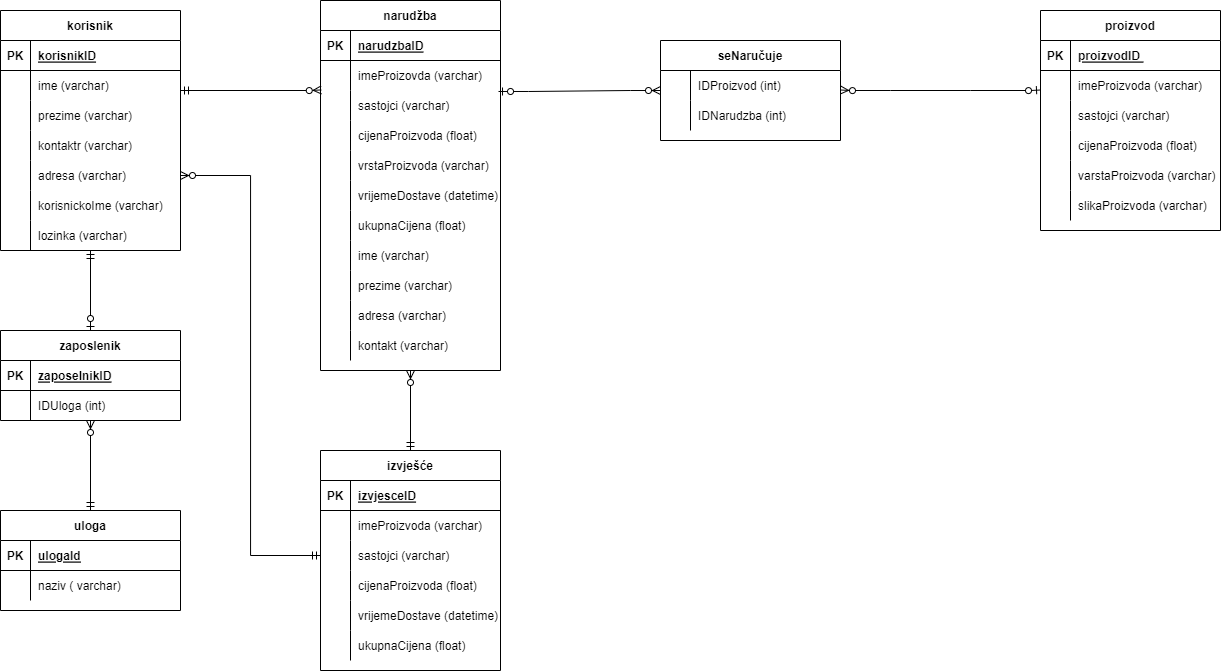 korisnik
PK korisnikID
ime (varchar)
prezime (varchar)
kontaktr (varchar)
adresa (varchar)
korisnickoIme (varchar)
lozinka (varchar)
zaposlenik
PK zaposelnikID
IDUloga (int)
uloga
PK ulogaId
naziv ( varchar)
narudžba
PK narudzbaID
imeProizovda (varchar)
sastojci (varchar)
cijenaProizvoda (float)
vrstaProizvoda (varchar)
vrijemeDostave (datetime)
ukupnaCijena (float)
ime (varchar)
prezime (varchar)
adresa (varchar)
kontakt (varchar)
izvješće
PK izvjesceID
imeProizvoda (varchar)
sastojci (varchar)
cijenaProizvoda (float)
vrijemeDostave (datetime)
ukupnaCijena (float)
seNaručuje
IDProizvod (int)
IDNarudzba (int)
proizvod
PK proizvodID
imeProizvoda (varchar)
sastojci (varchar)
cijenaProizvoda (float)
varstaProizvoda (varchar)
slikaProizvoda (varchar)